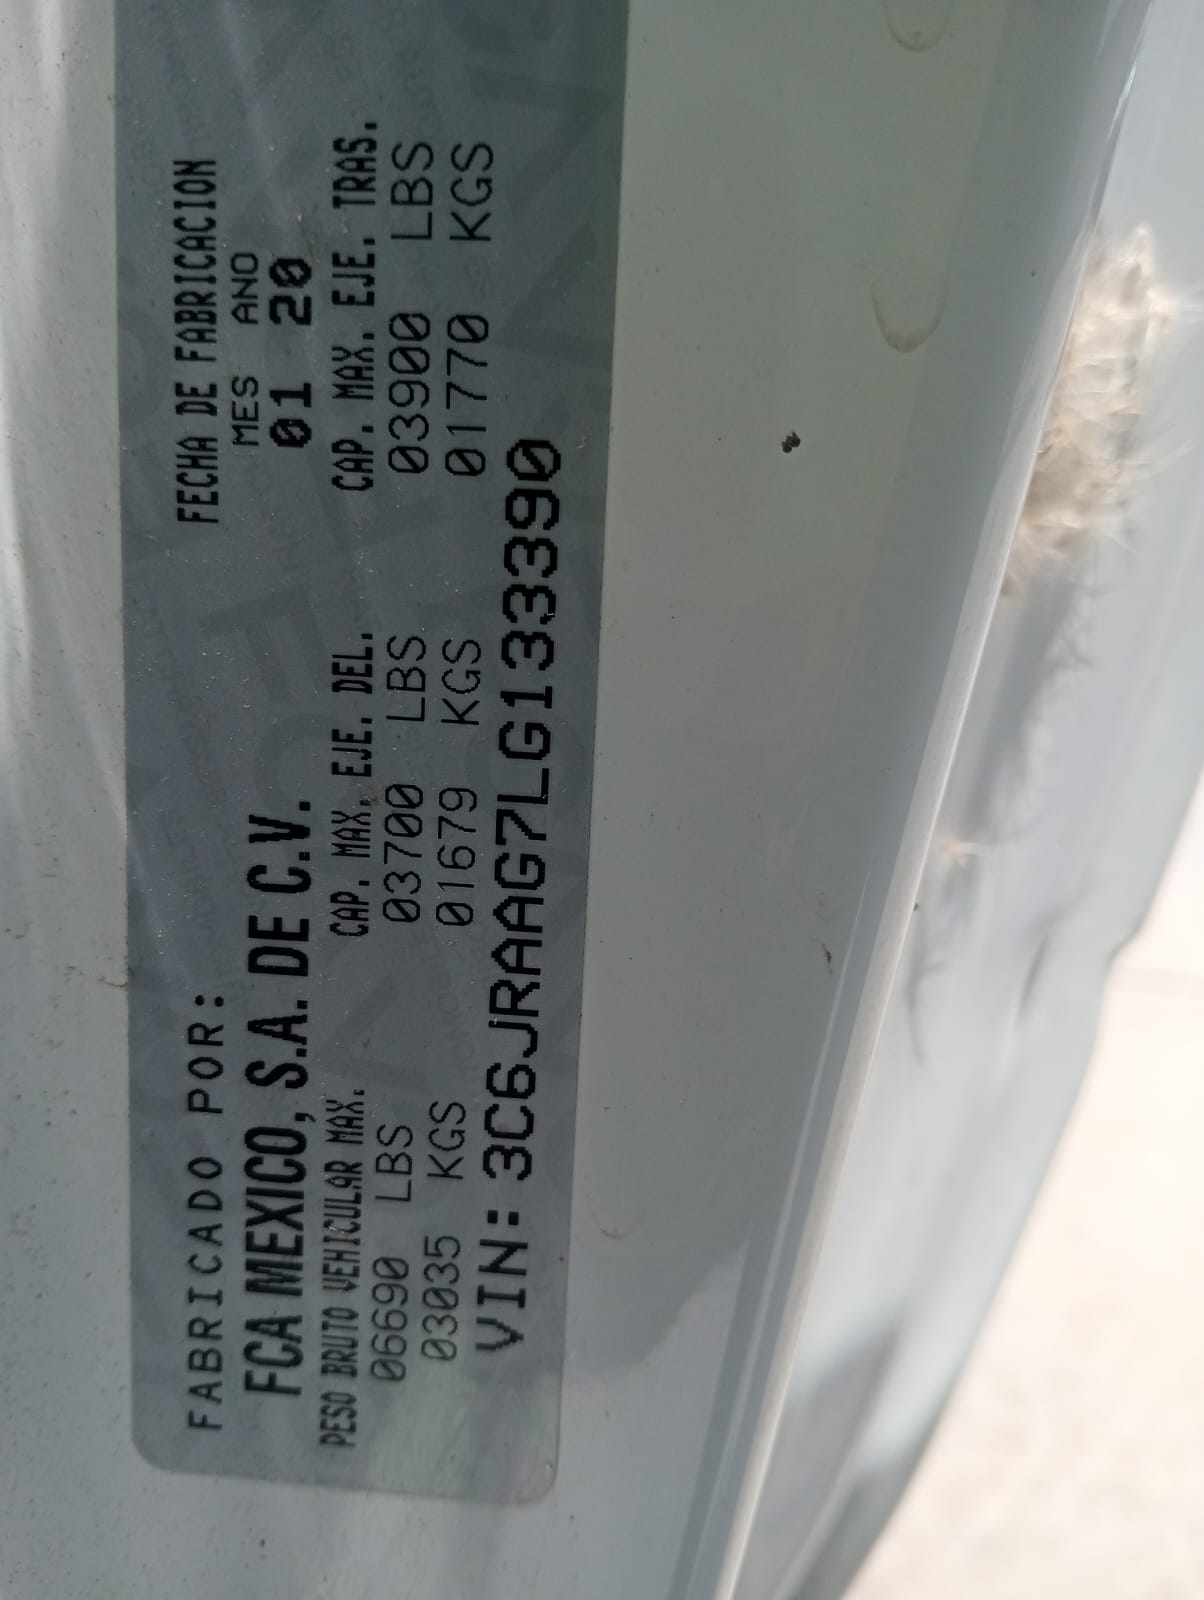 FABRICADO POR:
FECHA DE FABRICACION
MES ANO
FCA MEXICO, S.A. DE C.V.
01 20
PESO BRUTO VEHICULAR MAX.
CAP. MAX. EJE. DEL.
CAP. MAX. EJE. TRAS.
06690 LBS
03700 LBS
03900 LBS
03035 KGS
01679 KGS
01770 KGS
VIN: 3C6JRAAG7LG133390